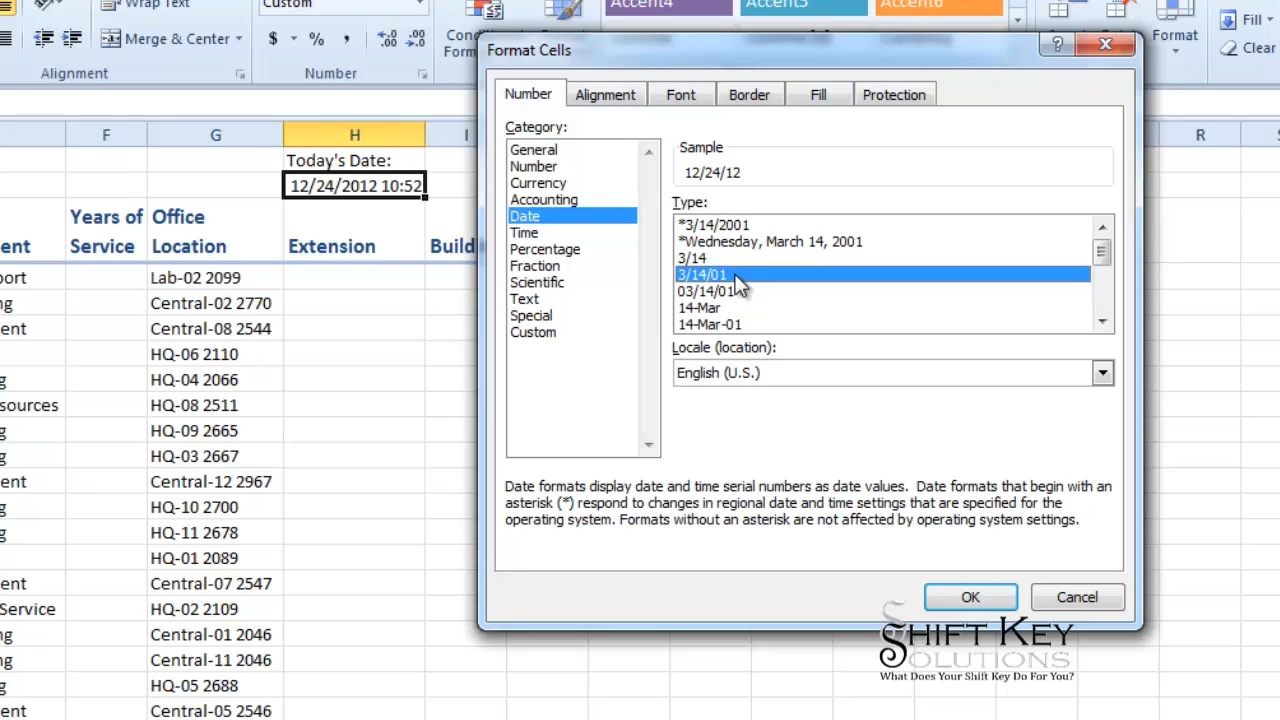 Wrap Text
Custom
Accent4
Accent5
Accent6
Merge & Center
$ % ,
Format
Fill
Clear
Alignment
Number
Format Cells
Number Alignment Font Border Fill Protection
Category:
General
Number
Currency
Accounting
Date
Time
Percentage
Fraction
Scientific
Text
Special
Custom
Sample
12/24/12
Type:
*3/14/2001
*Wednesday, March 14, 2001
3/14
3/14/01
03/14/01
14-Mar
14-Mar-01
Locale (location):
English (U.S.)
Date formats display date and time serial numbers as date values. Date formats that begin with an
asterisk (*) respond to changes in regional date and time settings that are specified for the
operating system. Formats without an asterisk are not affected by operating system settings.
OK Cancel
F G H I R S
Today's Date:
12/24/2012 10:52
Years of Office
ent Service Location Extension Build
port Lab-02 2099
ng Central-02 2770
ment Central-08 2544
HQ-06 2110
g HQ-04 2066
sources HQ-08 2511
g HQ-09 2665
g HQ-03 2667
ent Central-12 2967
HQ-10 2700
HQ-11 2678
HQ-01 2089
ent Central-07 2547
Service HQ-02 2109
ng Central-01 2046
ng Central-11 2046
ng HQ-05 2688
ent Central-05 2546
Shift Key
Solutions
What Does Your Shift Key Do For You?